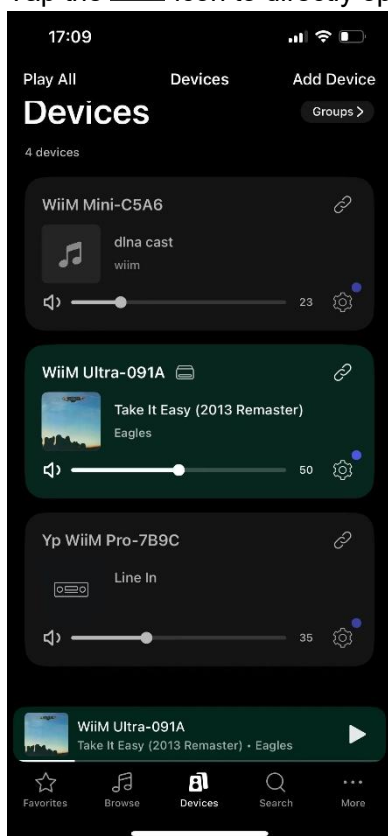 17:09
Play All Devices Add Device
Devices
Groups >
4 devices
WiiM Mini-C5A6
dlna cast
wiim
23
WiiM Ultra-091A
Take It Easy (2013 Remaster)
Eagles
50
Yp WiiM Pro-7B9C
Line In
35
WiiM Ultra-091A
Take It Easy (2013 Remaster) • Eagles
Favorites Browse Devices Search More